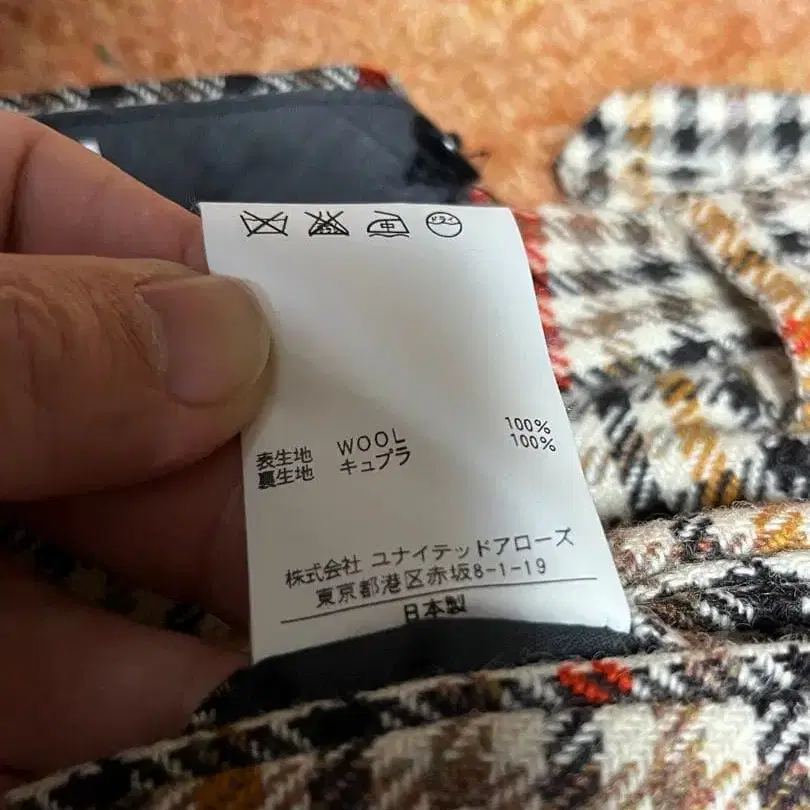 中 ドライ
表生地 WOOL 100%
裏生地 キュプラ 100%
株式会社 ユナイテッドアローズ
東京都港区赤坂8-1-19
日本製